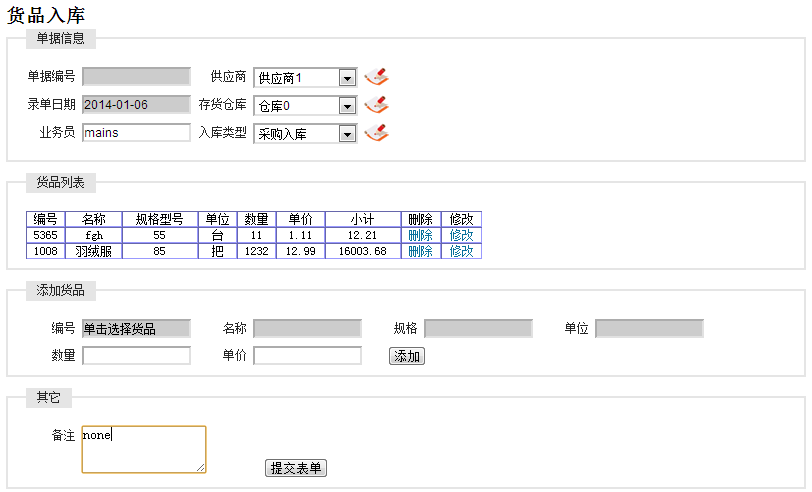 货品入库
单据信息
单据编号 供应商 供应商1
录单日期 2014-01-06 存货仓库 仓库0
业务员 mains 入库类型 采购入库
货品列表
编号 名称 规格型号 单位 数量 单价 小计 删除 修改
5365 fgh 55 台 11 1.11 12.21 删除 修改
1008 羽绒服 85 把 1232 12.99 16003.68 删除 修改
添加货品
编号 单击选择货品 名称 规格 单位
数量 单价 添加
其它
备注 none
提交表单